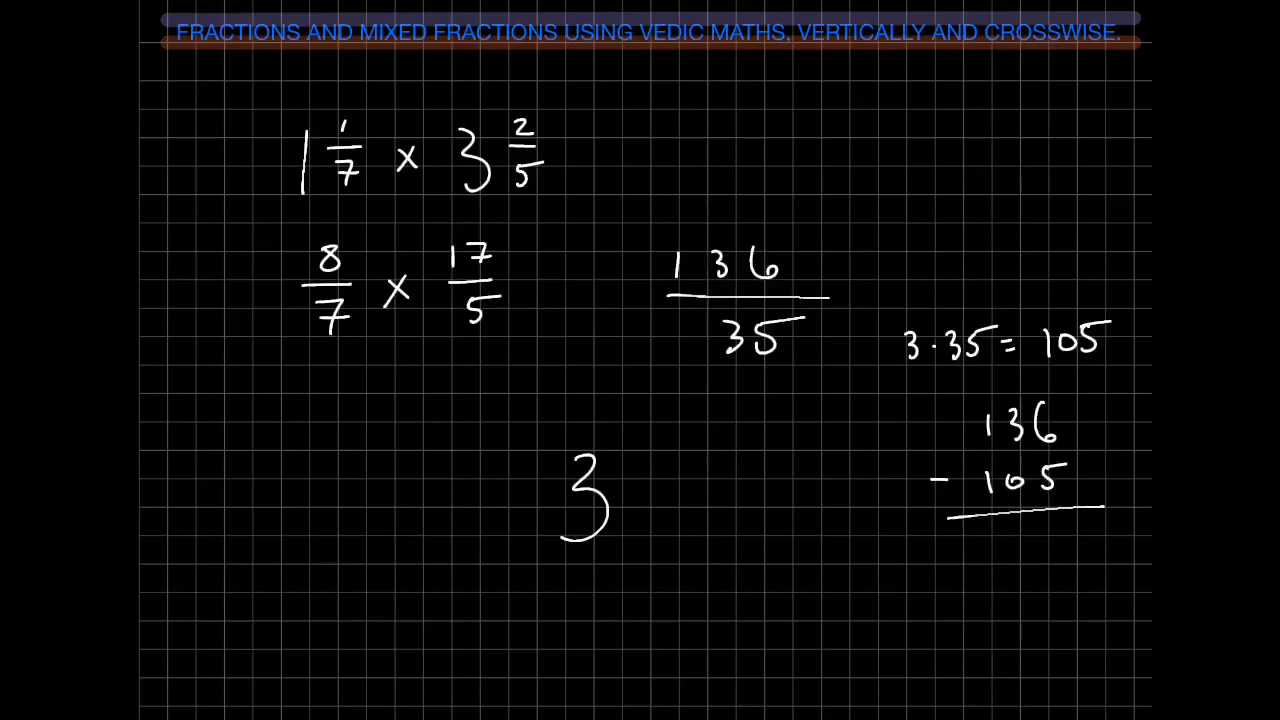 FRACTIONS AND MIXED FRACTIONS USING VEDIC MATHS, VERTICALLY AND CROSSWISE.
1 1/7 x 3 2/5
8/7 x 17/5
136/35
3·35=105
136
- 105
3